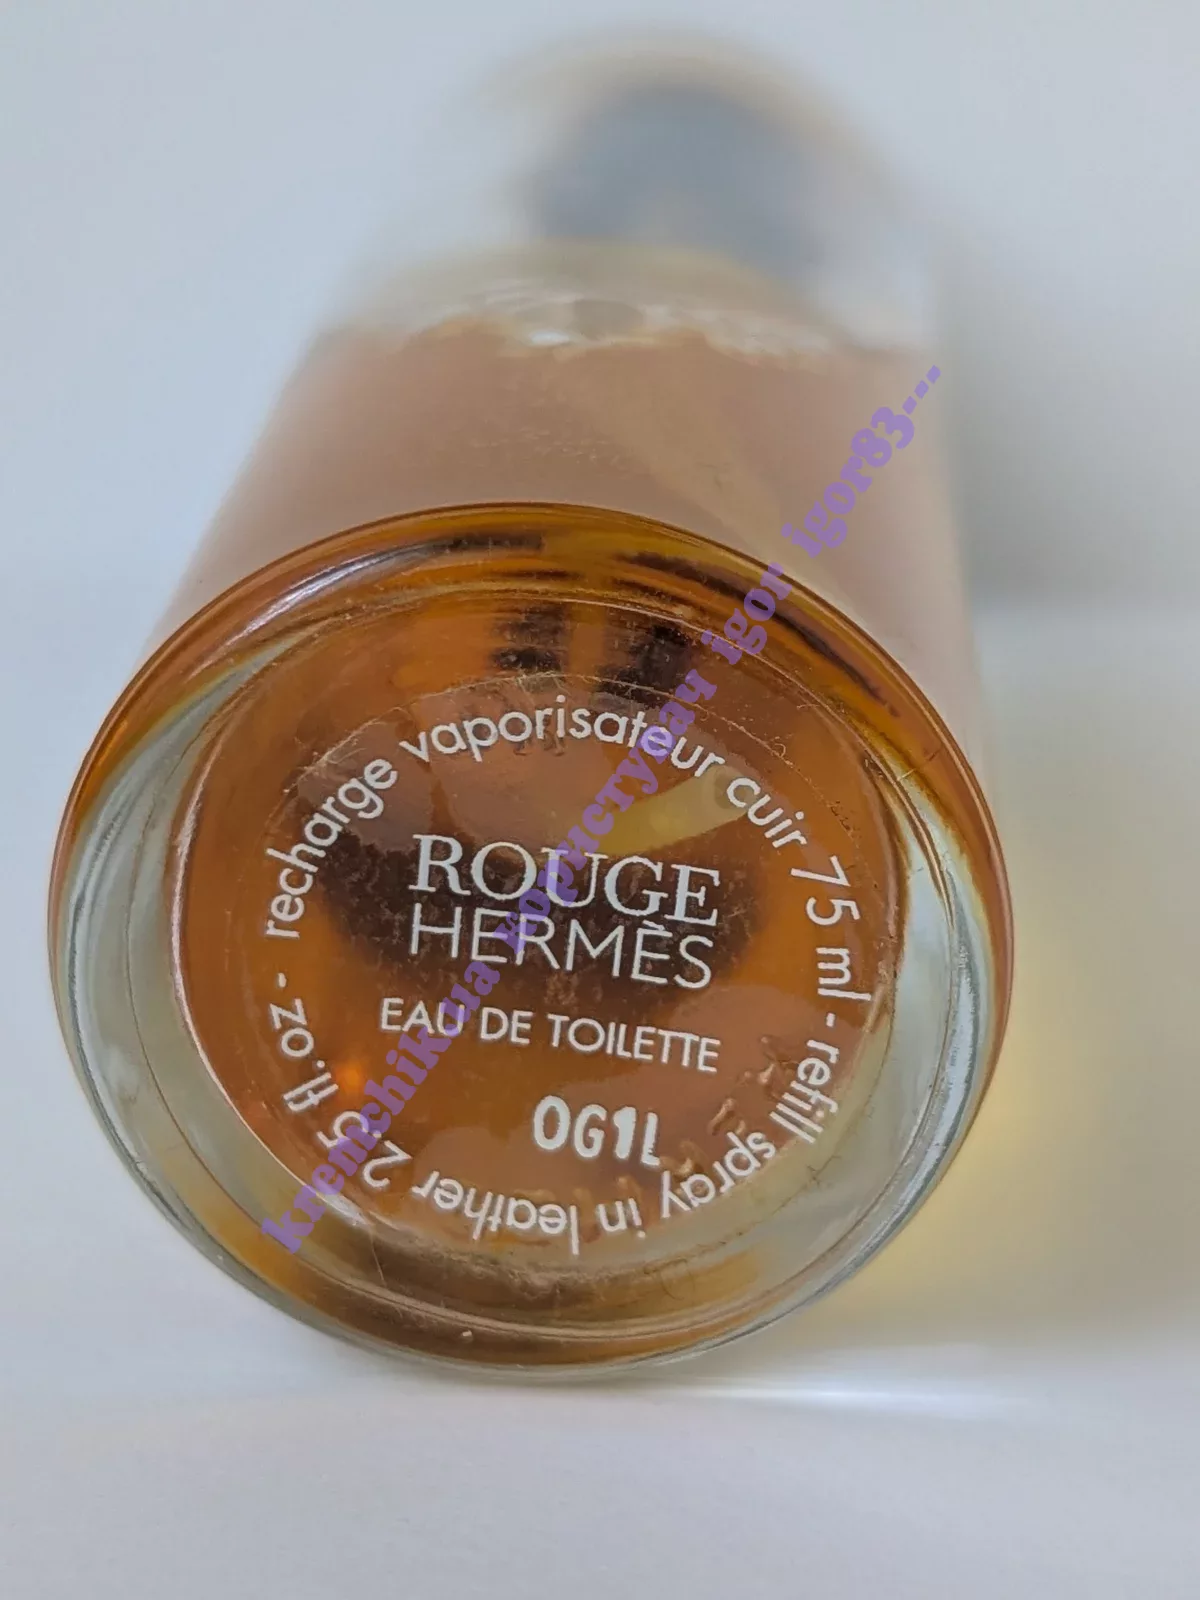 recharge vaporisateur cuir 75 ml - refill spray in leather 2.5 fl.oz -
ROUGE
HERMÈS
EAU DE TOILETTE
0G1L
kremchikua користувач igor igor83....